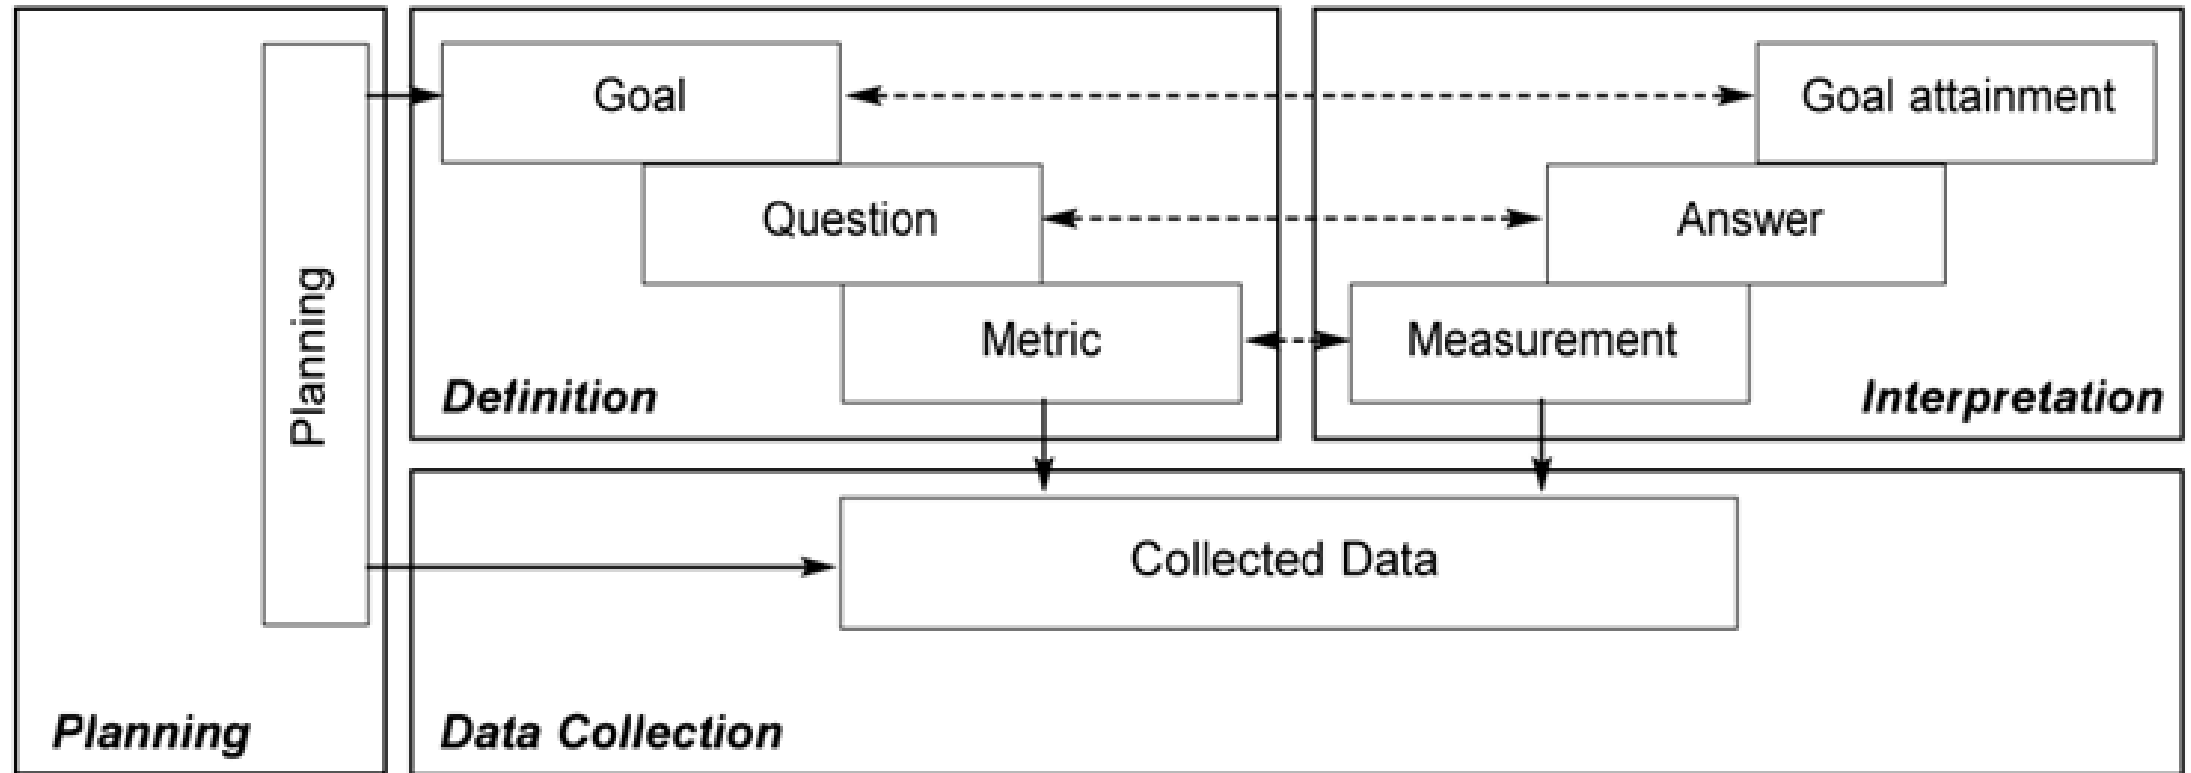 Goal
Goal attainment
Question
Answer
Planning
Metric
Measurement
Definition
Interpretation
Collected Data
Planning
Data Collection